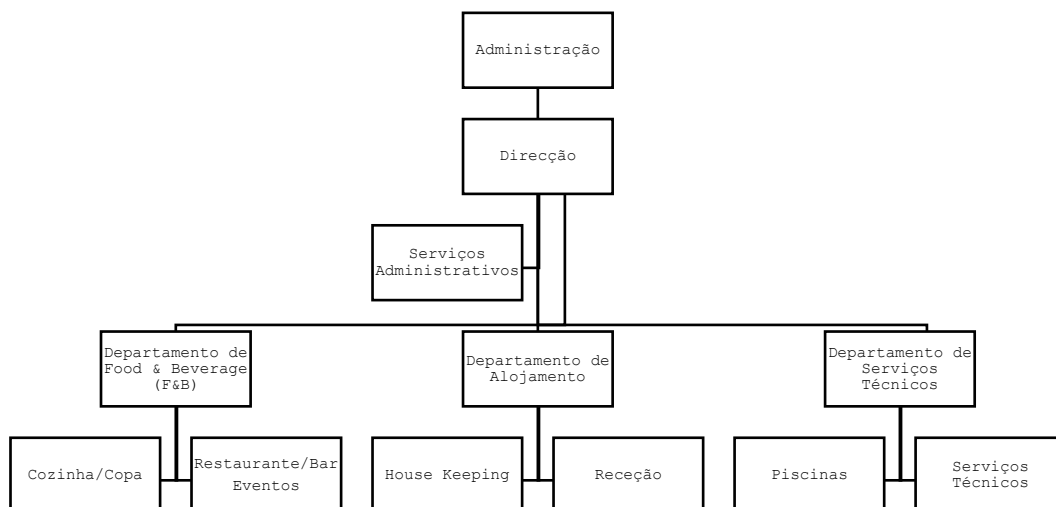 Administração
Direcção
Serviços
Administrativos
Departamento de
Food & Beverage
(F&B)
Departamento de
Alojamento
Departamento de
Serviços
Técnicos
Cozinha/Copa
Restaurante/Bar
Eventos
House Keeping
Receção
Piscinas
Serviços
Técnicos